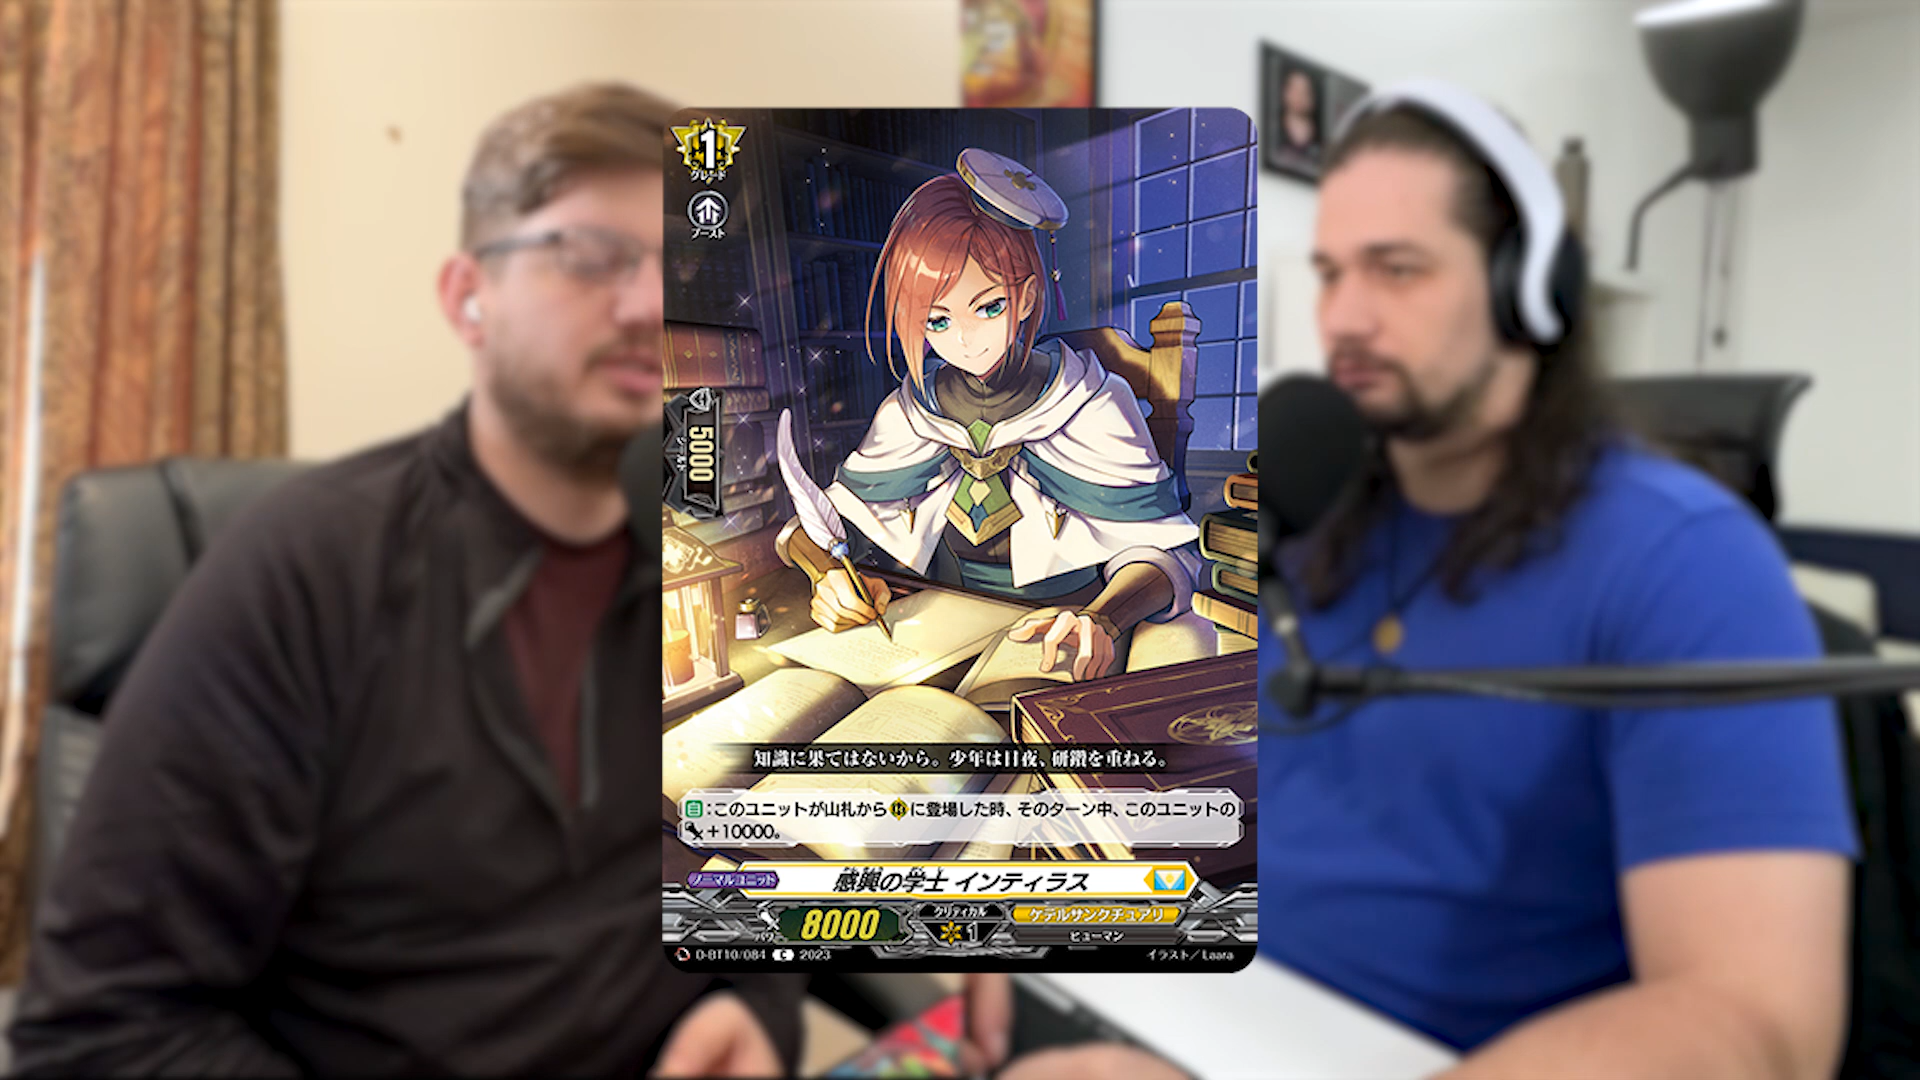 1
グレード
ブースト
5000
シールド
知識に果てはないから。少年は日夜、研鑽を重ねる。
自:このユニットが山札からRに登場した時、そのターン中、このユニットの
+10000。
ノーマルユニット
感興の学士 インティラス
パワー
8000
クリティカル
1
ケテルサンクチュアリ
ヒューマン
D-BT10/084 C 2023
イラスト/Laara